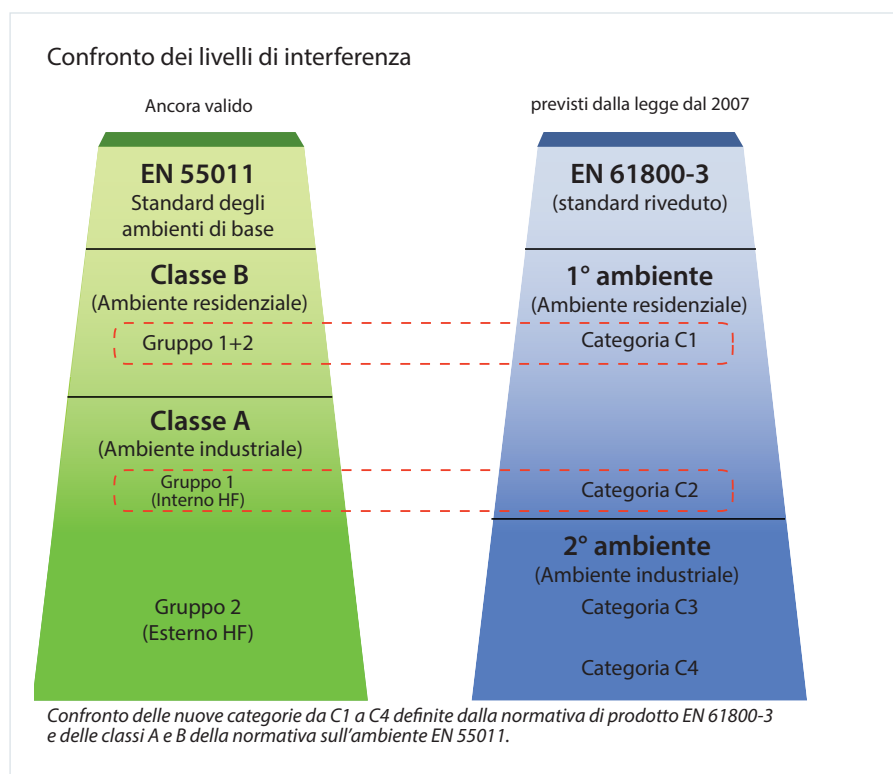 Confronto dei livelli di interferenza
Ancora valido
EN 55011
Standard degli
ambienti di base
Classe B
(Ambiente residenziale)
Gruppo 1+2
Classe A
(Ambiente industriale)
Gruppo 1
(Interno HF)
Gruppo 2
(Esterno HF)
previsti dalla legge dal 2007
EN 61800-3
(standard riveduto)
1° ambiente
(Ambiente residenziale)
Categoria C1
Categoria C2
2° ambiente
(Ambiente industriale)
Categoria C3
Categoria C4
Confronto delle nuove categorie da C1 a C4 definite dalla normativa di prodotto EN 61800-3
e delle classi A e B della normativa sull'ambiente EN 55011.